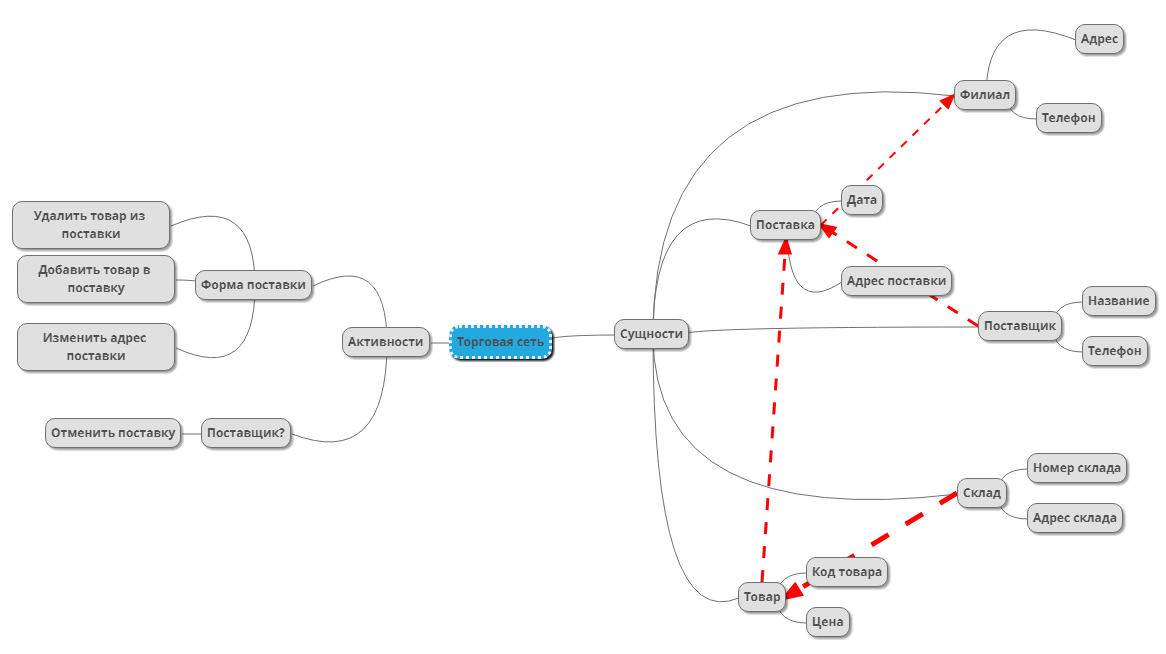 Адрес
Филиал
Телефон
Дата
Поставка
Адрес поставки
Название
Поставщик
Телефон
Сущности
Торговая сеть
Активности
Удалить товар из
поставки
Добавить товар в
поставку
Форма поставки
Изменить адрес
поставки
Отменить поставку
Поставщик?
Номер склада
Склад
Адрес склада
Код товара
Товар
Цена